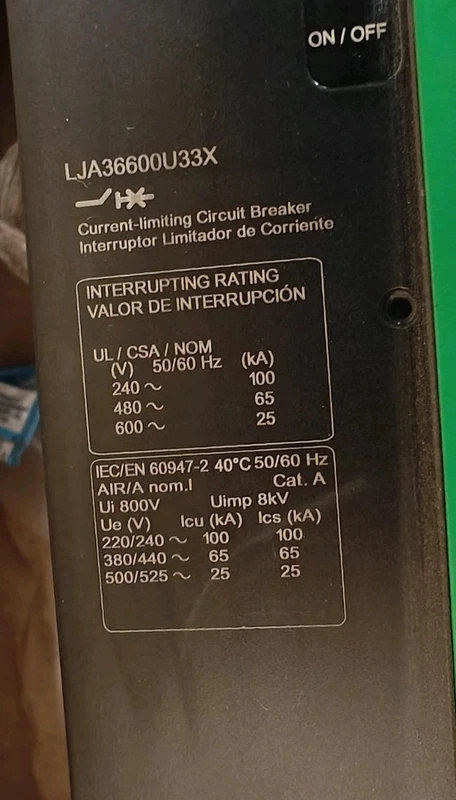 ON / OFF
LJA36600U33X
Current-limiting Circuit Breaker
Interruptor Limitador de Corriente
INTERRUPTING RATING
VALOR DE INTERRUPCIÓN
UL / CSA / NOM
(V) 50/60 Hz (kA)
240 ~ 100
480 ~ 65
600 ~ 25
IEC/EN 60947-2 40°C 50/60 Hz
AIR/A nom.I Cat. A
Ui 800V Uimp 8kV
Ue (V) Icu (kA) Ics (kA)
220/240 ~ 100 100
380/440 ~ 65 65
500/525 ~ 25 25